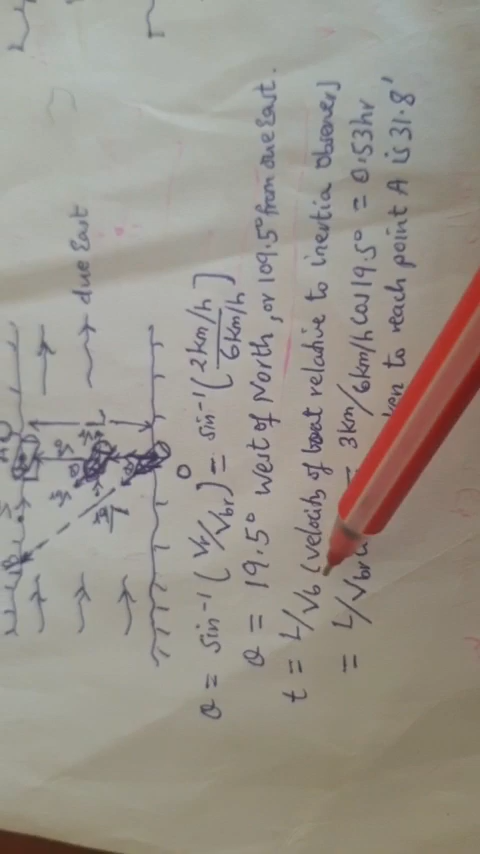 → due East
θ = sin⁻¹(Vr/Vbr) = sin⁻¹(2km/h/6km/h)
θ = 19.5° West of North, or 109.5° from due East.
t = L/Vb (velocity of boat relative to inertia observer)
= L/Vbr 3km/6km/h cos 19.5° = 0.53hr
to reach point A is 31.8'